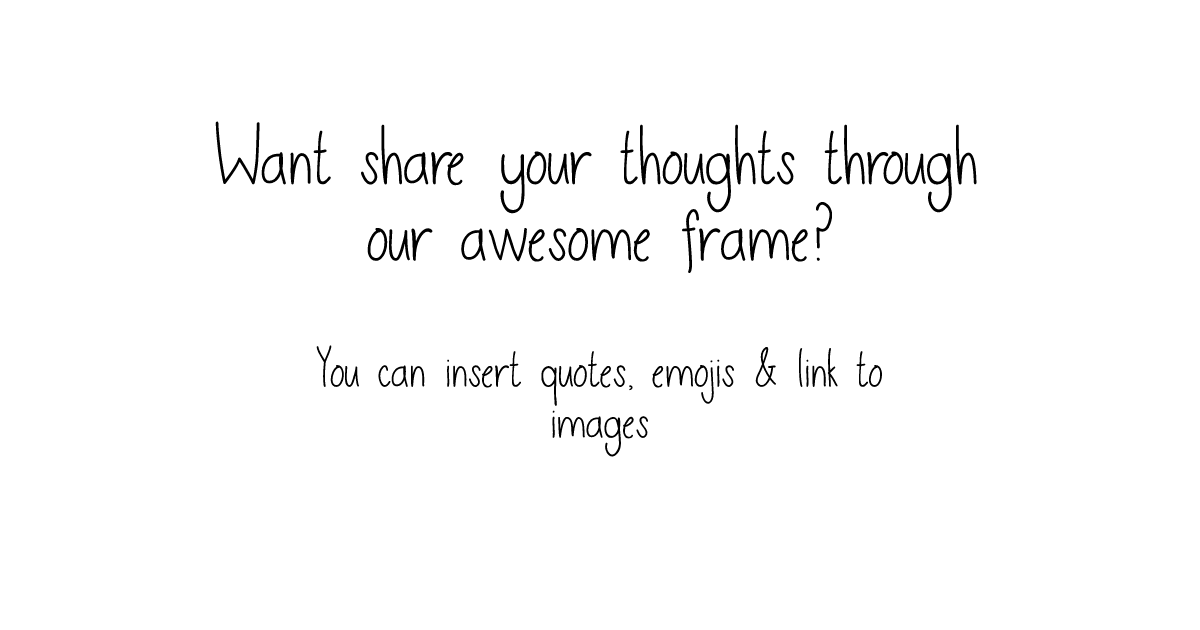 Want share your thoughts through
our awesome frame?
You can insert quotes, emojis & link to
images